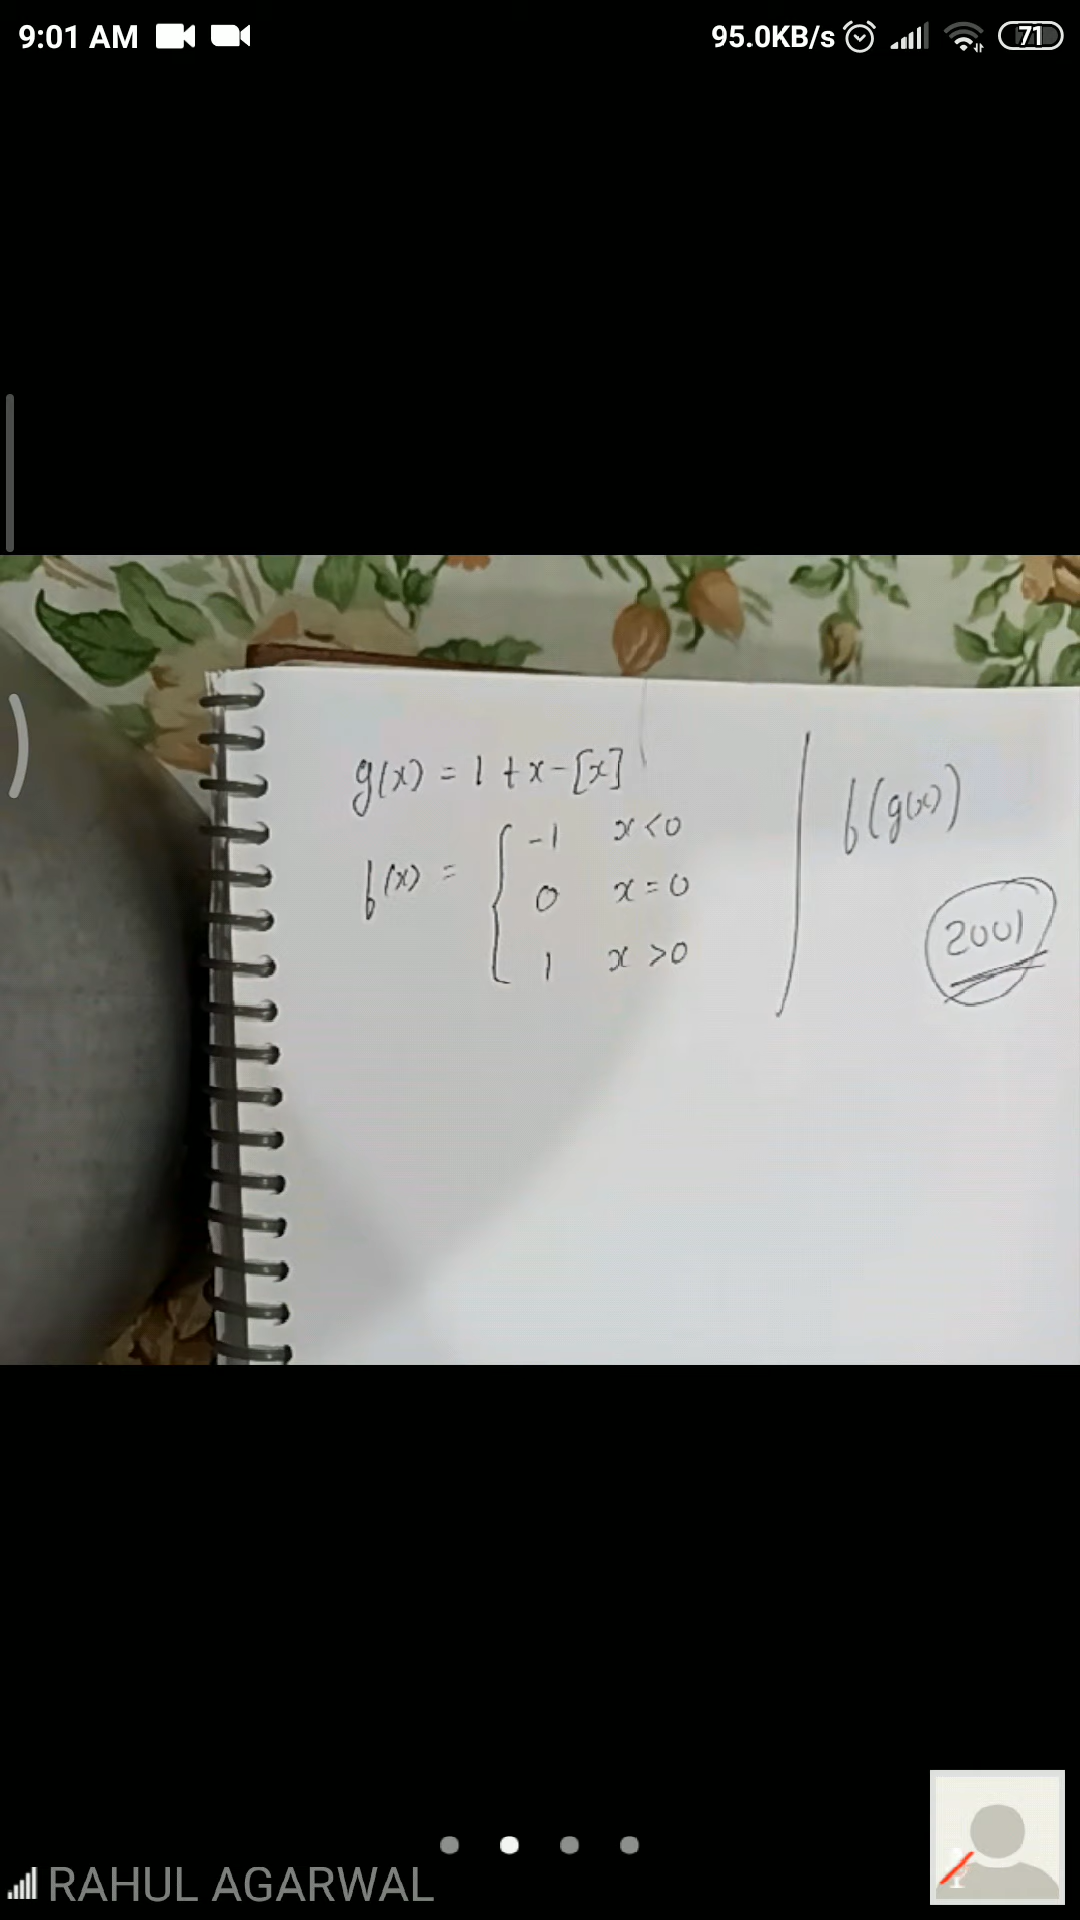 9:01 AM
95.0KB/s
71
g(x) = 1 + x - [x]
f(x) = { -1 x < 0
0 x = 0
1 x > 0
f(g(x))
2001
RAHUL AGARWAL